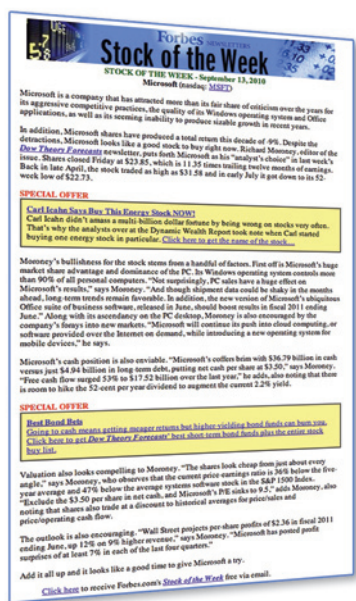 Forbes NEWSLETTERS
Stock of the Week
STOCK OF THE WEEK - September 13, 2010
Microsoft (nasdaq: MSFT)
Microsoft is a company that has attracted more than its fair share of criticism over the years for
its aggressive competitive practices, the quality of its Windows operating system and Office
applications, as well as its seeming inability to produce sizable growth in recent years.
In addition, Microsoft shares have produced a total return this decade of -9%. Despite the
detractions, Microsoft looks like a good stock to buy right now. Richard Moroney, editor of the
Dow Theory Forecasts newsletter, puts forth Microsoft as his "analyst's choice" in last week's
issue. Shares closed Friday at $23.85, which is 11.35 times trailing twelve months of earnings.
Back in late April, the stock traded as high as $31.58 and in early July it got down to its 52-
week low of $22.73.
SPECIAL OFFER
Carl Icahn Says Buy This Energy Stock NOW!
Carl Icahn didn't amass a multi-billion dollar fortune by being wrong on stocks very often.
That's why the analysts over at the Dynamic Wealth Report took note when Carl started
buying one energy stock in particular. Click here to get the name of the stock....
Moroney's bullishness for the stock stems from a handful of factors. First off is Microsoft's huge
market share advantage and dominance of the PC. Its Windows operating system controls more
than 90% of all personal computers. "Not surprisingly, PC sales have a huge effect on
Microsoft's results," says Moroney. "And though shipment data could be shaky in the months
ahead, long-term trends remain favorable. In addition, the new version of Microsoft's ubiquitous
Office suite of business software, released in June, should boost results in fiscal 2011 ending
June." Along with its ascendancy on the PC desktop, Moroney is also encouraged by the
company's forays into new markets. "Microsoft will continue its push into cloud computing, or
software provided over the Internet on demand, while introducing a new operating system for
mobile devices," he says.
Microsoft's cash position is also enviable. "Microsoft's coffers brim with $36.79 billion in cash
versus just $4.94 billion in long-term debt, putting net cash per share at $3.50," says Moroney.
"Free cash flow surged 53% to $17.52 billion over the last year," he adds, also noting that there
is room to hike the 52-cent per year dividend to augment the current 2.2% yield.
SPECIAL OFFER
Best Bond Bets
Going to cash means getting meager returns but higher yielding bond funds can burn you.
Click here to get Dow Theory Forecasts' best short-term bond funds plus the entire stock
buy list.
Valuation also looks compelling to Moroney. "The shares look cheap from just about every
angle," says Moroney, who observes that the current price-earnings ratio is 36% below the five-
year average and 47% below the average systems software stock in the S&P 1500 Index.
"Exclude the $3.50 per share in net cash, and Microsoft's P/E sinks to 9.5," adds Moroney, also
noting that shares also trade at a discount to historical averages for price/sales and
price/operating cash flow.
The outlook is also encouraging. "Wall Street projects per-share profits of $2.36 in fiscal 2011
ending June, up 12% on 9% higher revenue," says Moroney. "Microsoft has posted profit
surprises of at least 7% in each of the last four quarters."
Add it all up and it looks like a good time to give Microsoft a try.
Click here to receive Forbes.com's Stock of the Week free via email.